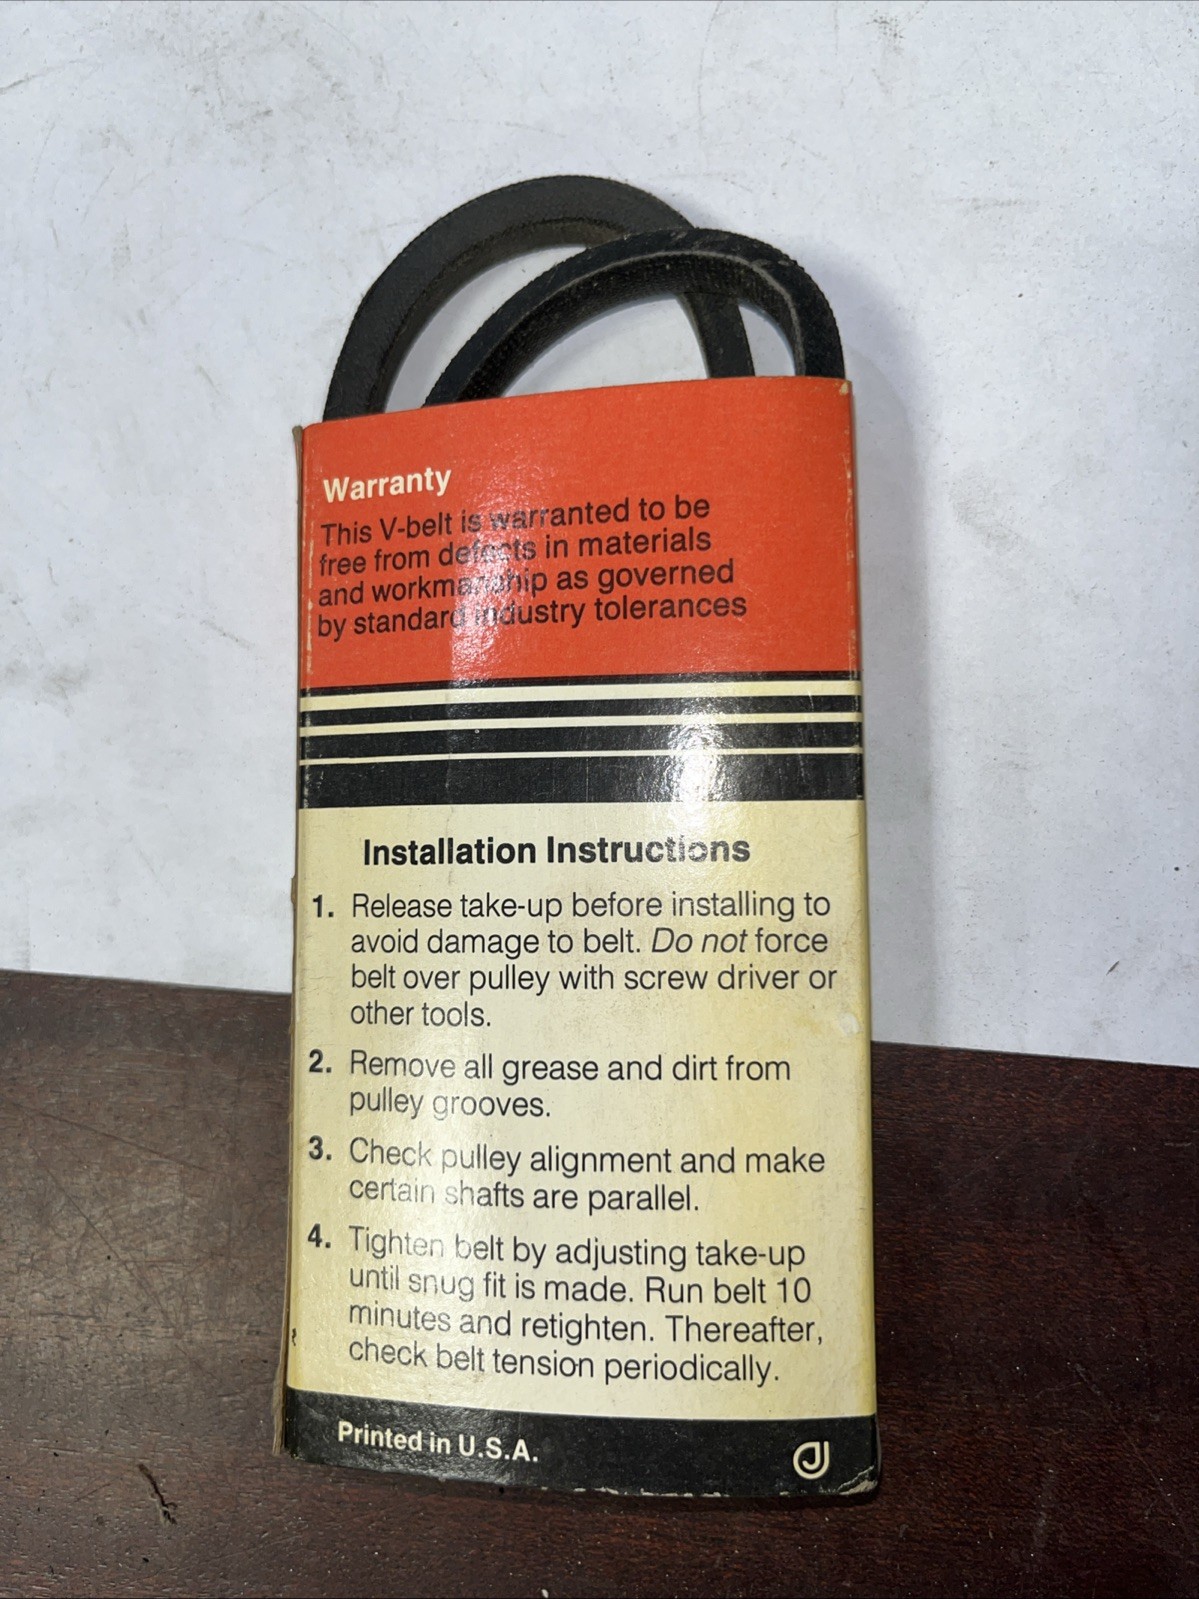 Warranty
This V-belt is warranted to be
free from defects in materials
and workmanship as governed
by standard industry tolerances
Installation Instructions
1. Release take-up before installing to
avoid damage to belt. Do not force
belt over pulley with screw driver or
other tools.
2. Remove all grease and dirt from
pulley grooves.
3. Check pulley alignment and make
certain shafts are parallel.
4. Tighten belt by adjusting take-up
until snug fit is made. Run belt 10
minutes and retighten. Thereafter,
check belt tension periodically.
Printed in U.S.A.